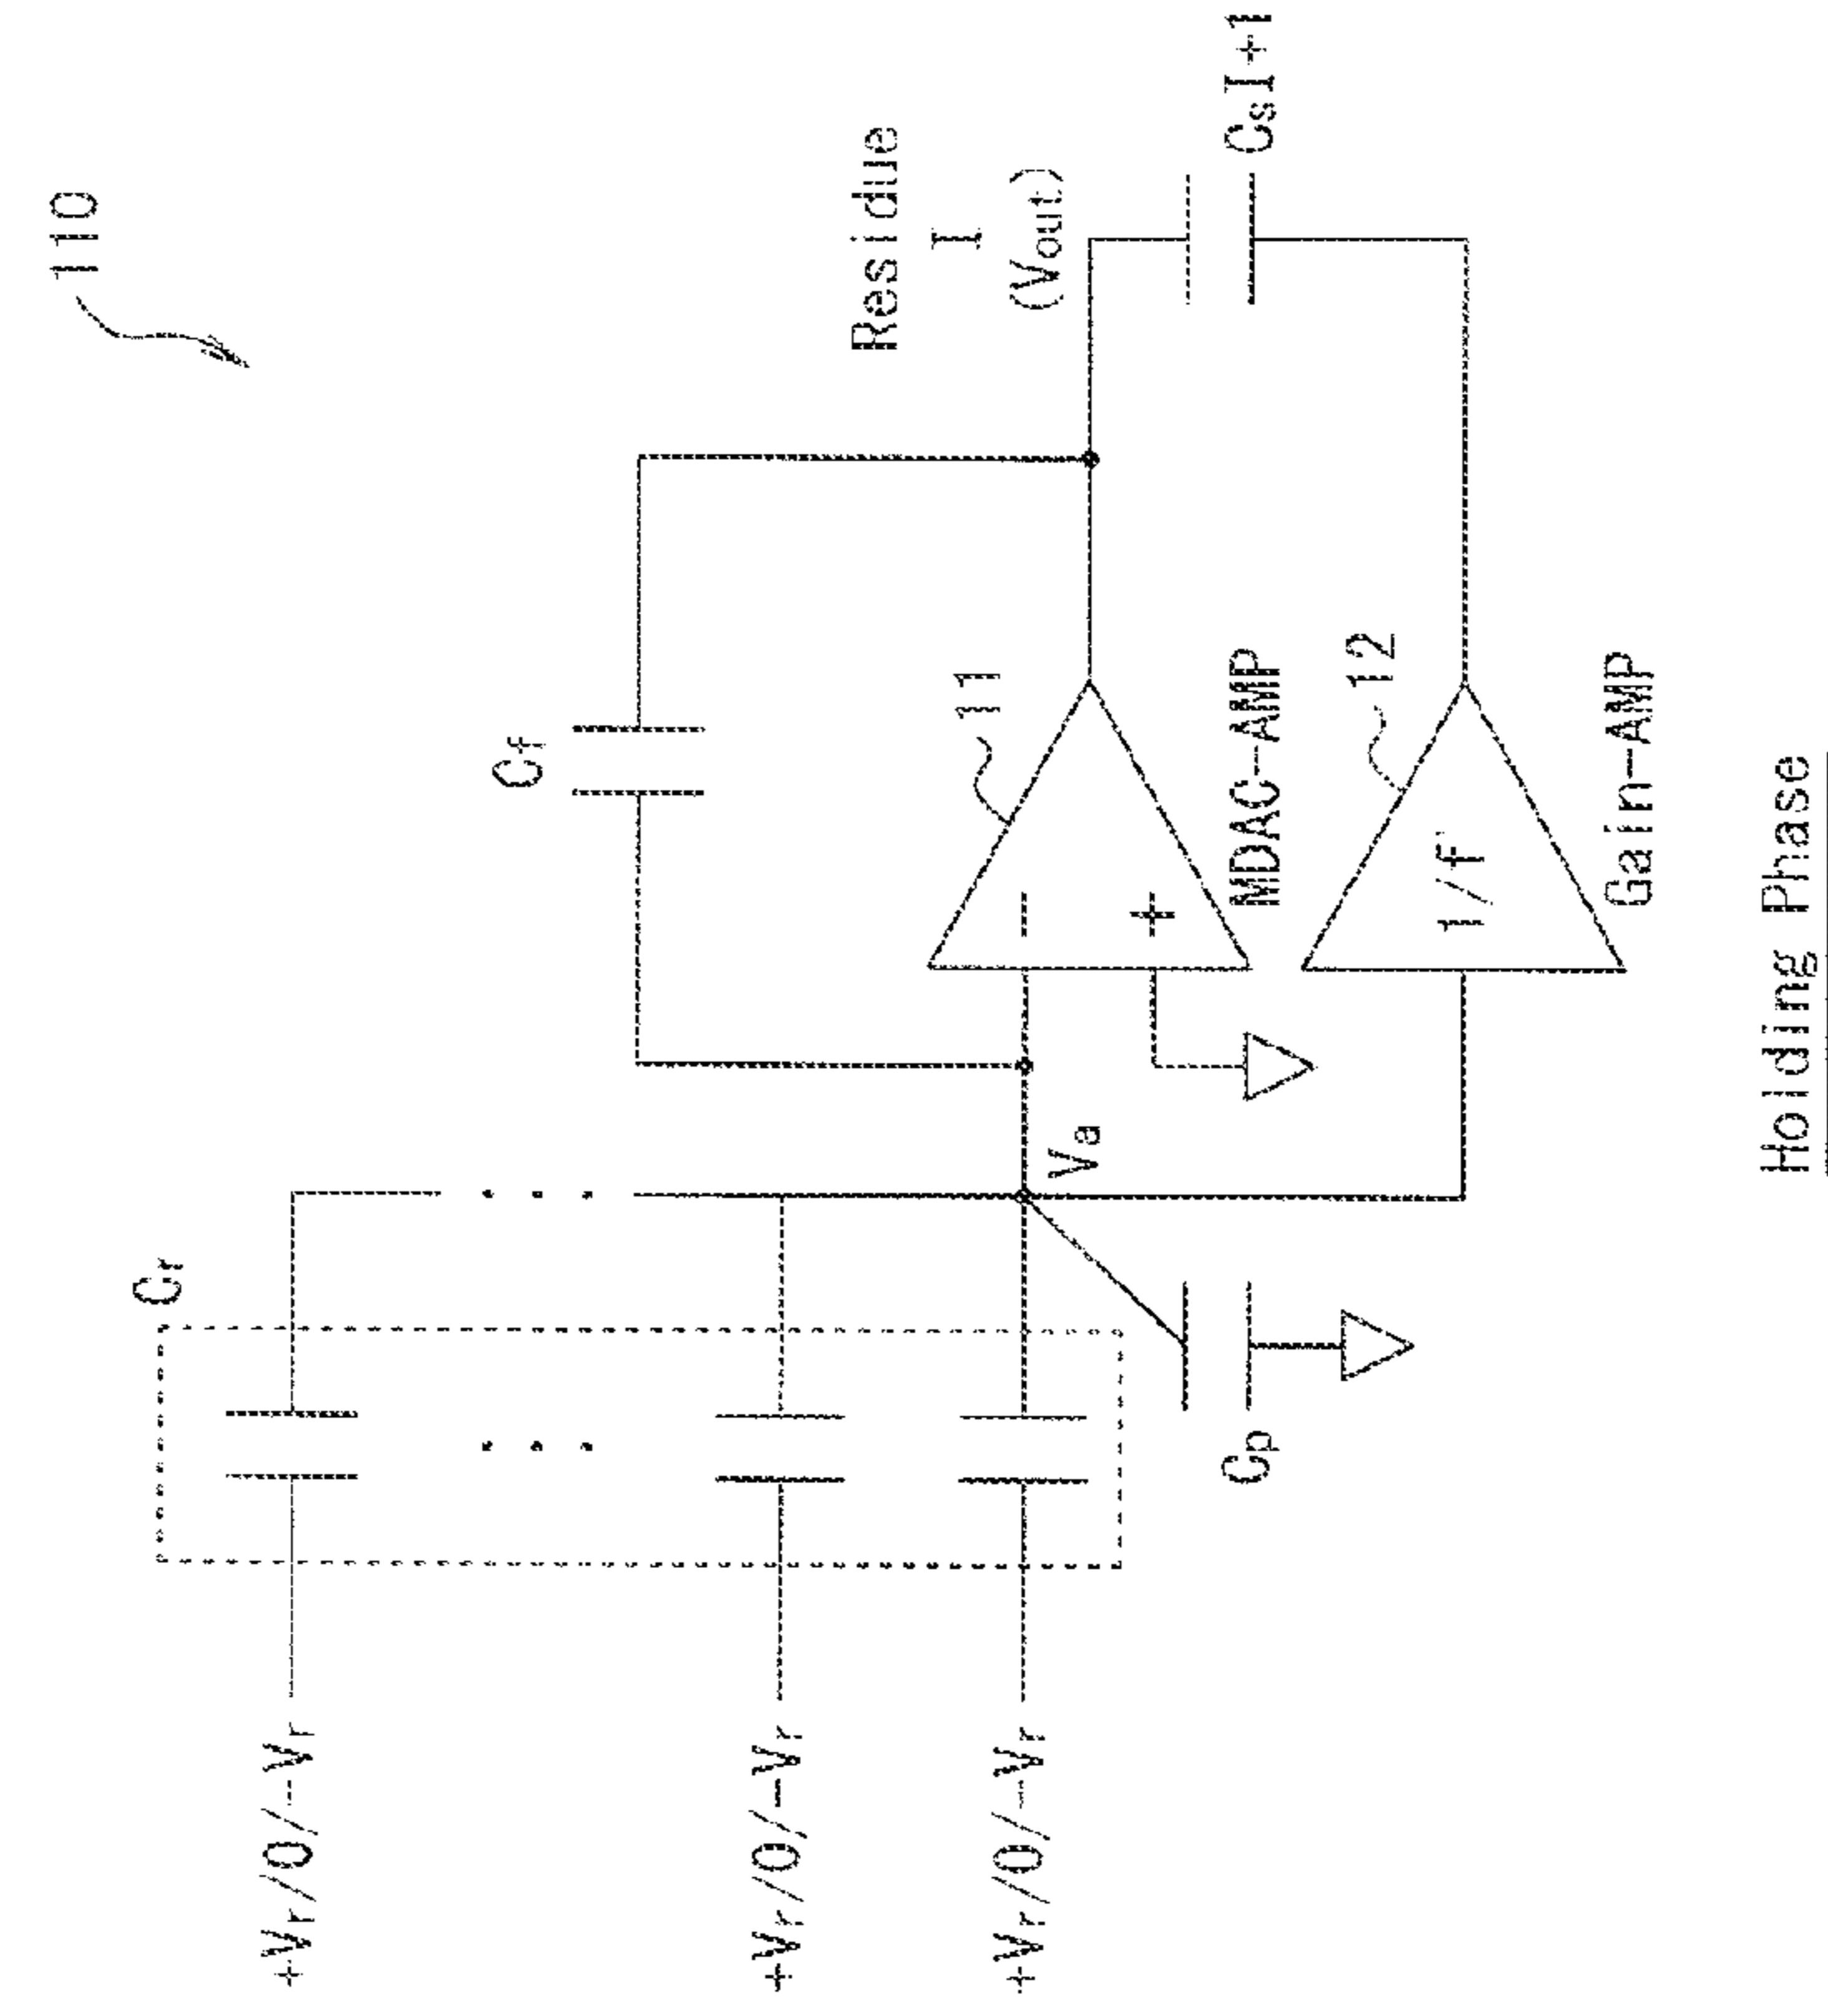 110
Cr
Cf
Residue
I
(Vout)
CsI+1
+Vr/0/-Vr
+Vr/0/-Vr
+Vr/0/-Vr
Va
Cp
−
+
11
MDAC-AMP
12
1/f
Gain-AMP
Holding Phase